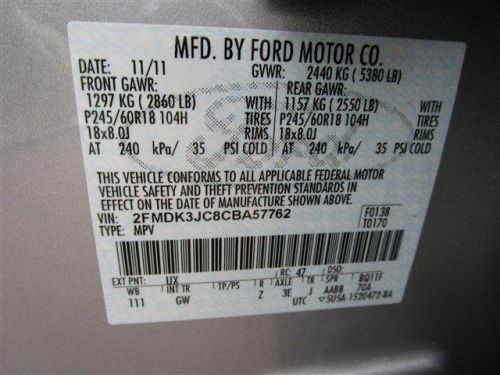 MFD. BY FORD MOTOR CO.
DATE: 11/11 GVWR: 2440 KG ( 5380 LB)
FRONT GAWR: REAR GAWR:
1297 KG ( 2860 LB) 1157 KG ( 2550 LB)
P245/60R18 104H TIRES P245/60R18 104H TIRES
18x8.0J RIMS 18x8.0J RIMS
AT 240 kPa/ 35 PSI COLD AT 240 kPa/ 35 PSI COLD
THIS VEHICLE CONFORMS TO ALL APPLICABLE FEDERAL MOTOR
VEHICLE SAFETY AND THEFT PREVENTION STANDARDS IN
EFFECT ON THE DATE OF MANUFACTURE SHOWN ABOVE.
VIN: 2FMDK3JC8CBA57762 F0138
TYPE: MPV T0170
EXT PNT: UX RC: 47 DSO:
WB INT TR TP/PS R AXLE TR SPR BQ11F
111 GW Z 3E J AABB 70A
UTC 5USA-1520472-BA